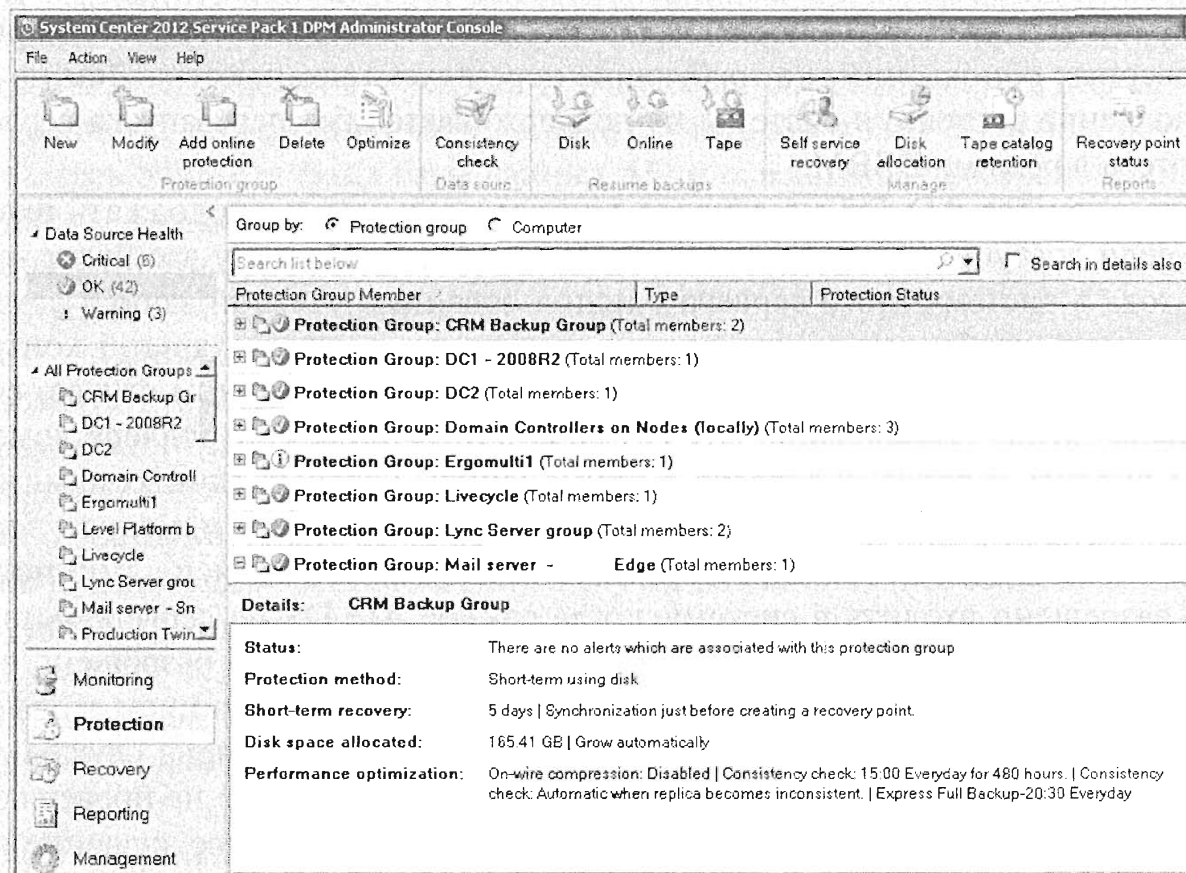 System Center 2012 Service Pack 1 DPM Administrator Console
File Action View Help
New Modify Add online protection Delete Optimize Consistency check Disk Online Tape Self service recovery Disk allocation Tape catalog retention Recovery point status
Protection group Data sourc Resume backups Manage Reports
Data Source Health
Critical (6)
OK (42)
Warning (3)
All Protection Groups
CRM Backup Gr
DC1 - 2008R2
DC2
Domain Controll
Ergomulti1
Level Platform b
Livecycle
Lync Server grou
Mail server - Sn
Production Twin
Monitoring
Protection
Recovery
Reporting
Management
Group by: Protection group Computer
Search list below Search in details also
Protection Group Member Type Protection Status
Protection Group: CRM Backup Group (Total members: 2)
Protection Group: DC1 - 2008R2 (Total members: 1)
Protection Group: DC2 (Total members: 1)
Protection Group: Domain Controllers on Nodes (locally) (Total members: 3)
Protection Group: Ergomulti1 (Total members: 1)
Protection Group: Livecycle (Total members: 1)
Protection Group: Lync Server group (Total members: 2)
Protection Group: Mail server - Edge (Total members: 1)
Details: CRM Backup Group
Status: There are no alerts which are associated with this protection group
Protection method: Short-term using disk
Short-term recovery: 5 days | Synchronization just before creating a recovery point.
Disk space allocated: 165.41 GB | Grow automatically
Performance optimization: On-wire compression: Disabled | Consistency check: 15:00 Everyday for 480 hours. | Consistency
check: Automatic when replica becomes inconsistent. | Express Full Backup-20:30 Everyday